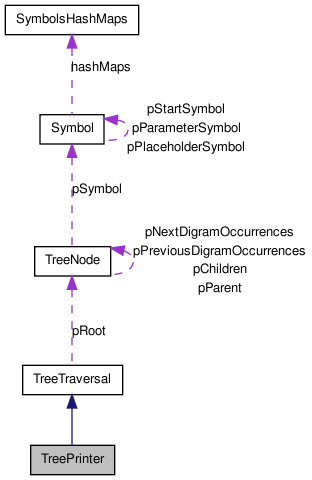 SymbolsHashMaps
hashMaps
pStartSymbol
Symbol
pParameterSymbol
pPlaceholderSymbol
pSymbol
pNextDigramOccurrences
pPreviousDigramOccurrences
TreeNode
pChildren
pParent
pRoot
TreeTraversal
TreePrinter